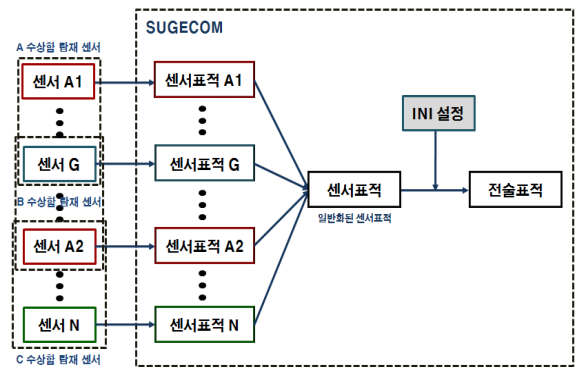 SUGECOM
A 수상함 탑재 센서
센서 A1
센서표적 A1
INI 설정
센서 G
센서표적 G
센서표적
전술표적
B 수상함 탑재 센서
일반화된 센서표적
센서 A2
센서표적 A2
센서 N
센서표적 N
C 수상함 탑재 센서